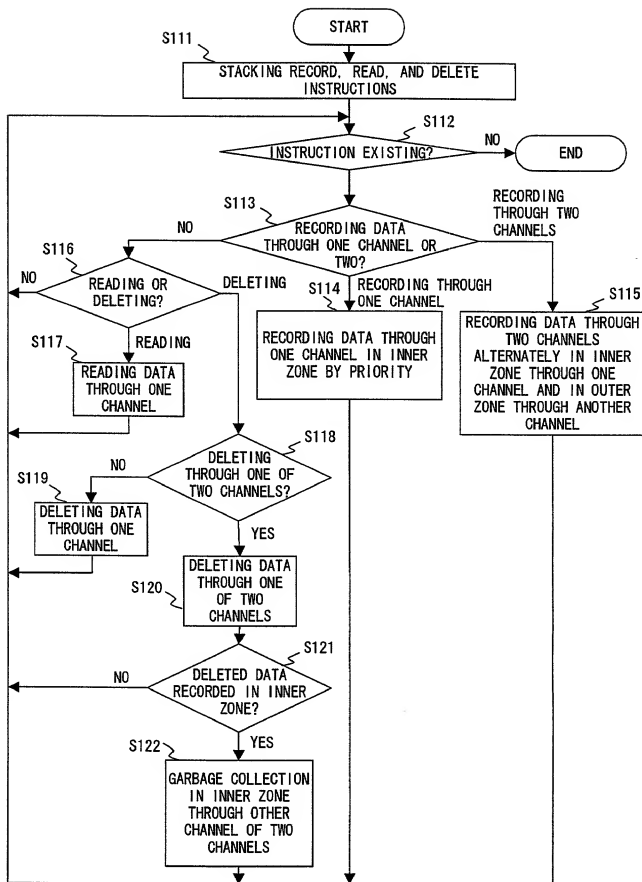 START
S111
STACKING RECORD, READ, AND DELETE
INSTRUCTIONS
S112
INSTRUCTION EXISTING?
NO
END
S113
RECORDING DATA
THROUGH ONE CHANNEL OR
TWO?
NO
RECORDING
THROUGH TWO
CHANNELS
S116
READING OR
DELETING?
NO
DELETING
READING
S114
RECORDING THROUGH
ONE CHANNEL
RECORDING DATA THROUGH
ONE CHANNEL IN INNER
ZONE BY PRIORITY
S115
RECORDING DATA THROUGH
TWO CHANNELS
ALTERNATELY IN INNER
ZONE THROUGH ONE
CHANNEL AND IN OUTER
ZONE THROUGH ANOTHER
CHANNEL
S117
READING DATA
THROUGH ONE
CHANNEL
S118
DELETING
THROUGH ONE OF
TWO CHANNELS?
NO
YES
S119
DELETING DATA
THROUGH ONE
CHANNEL
S120
DELETING DATA
THROUGH ONE
OF TWO
CHANNELS
S121
DELETED DATA
RECORDED IN INNER
ZONE?
NO
YES
S122
GARBAGE COLLECTION
IN INNER ZONE
THROUGH OTHER
CHANNEL OF TWO
CHANNELS